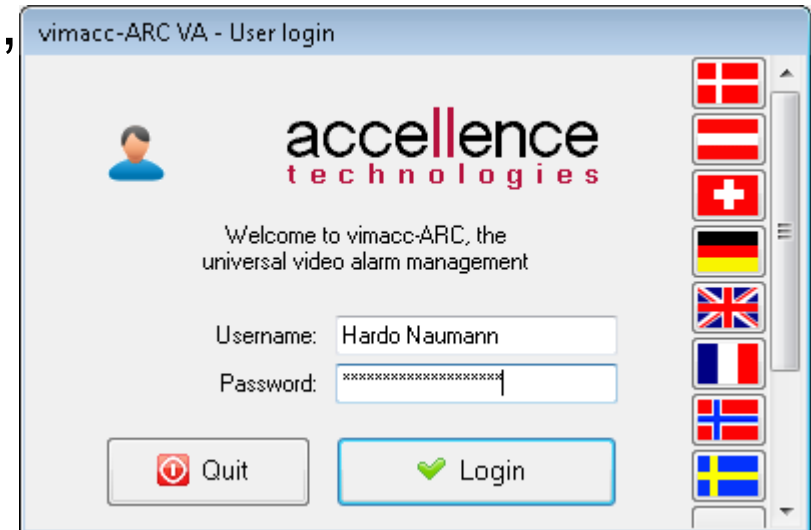 ,
vimacc-ARC VA - User login
accellence
technologies
Welcome to vimacc-ARC, the
universal video alarm management
Username: Hardo Naumann
Password: ********************
Quit
Login